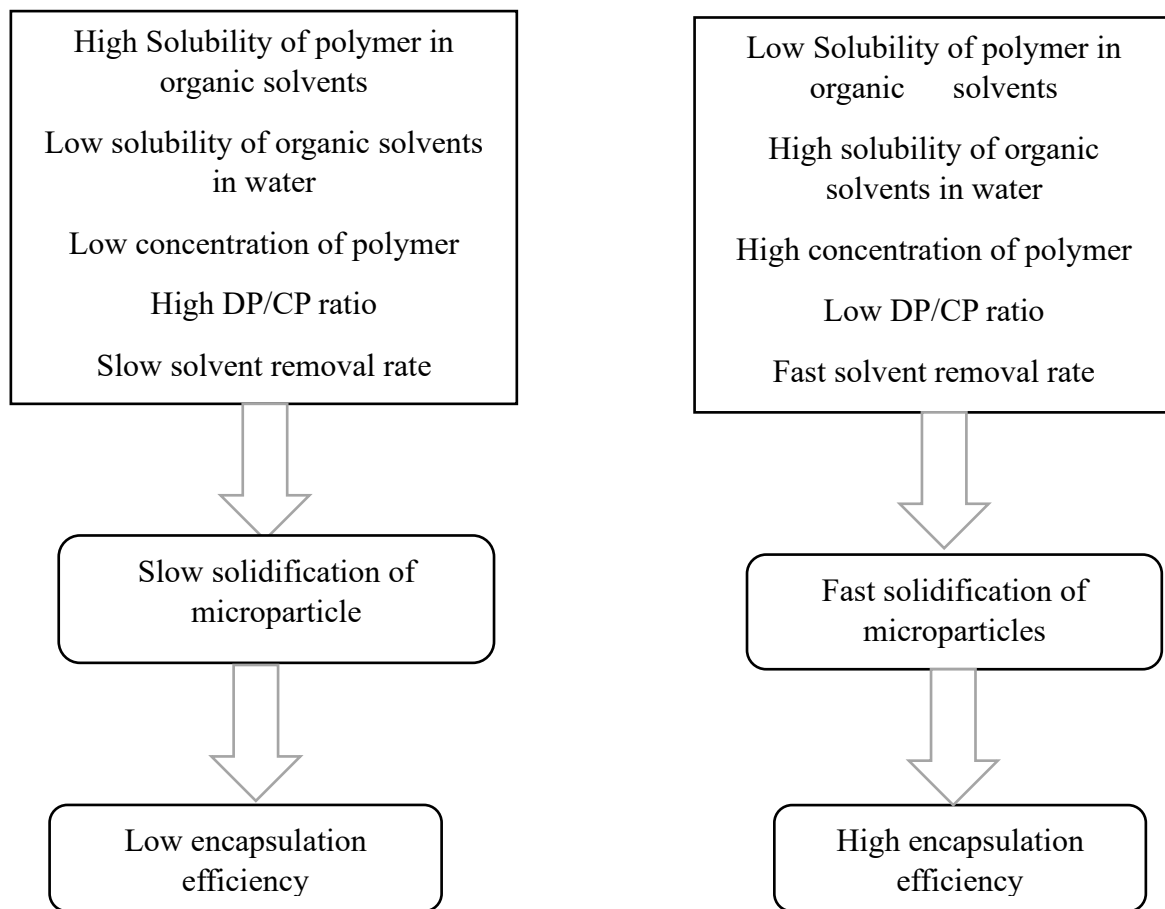 High Solubility of polymer in
organic solvents
Low solubility of organic solvents
in water
Low concentration of polymer
High DP/CP ratio
Slow solvent removal rate
Slow solidification of
microparticle
Low encapsulation
efficiency
Low Solubility of polymer in
organic solvents
High solubility of organic
solvents in water
High concentration of polymer
Low DP/CP ratio
Fast solvent removal rate
Fast solidification of
microparticles
High encapsulation
efficiency